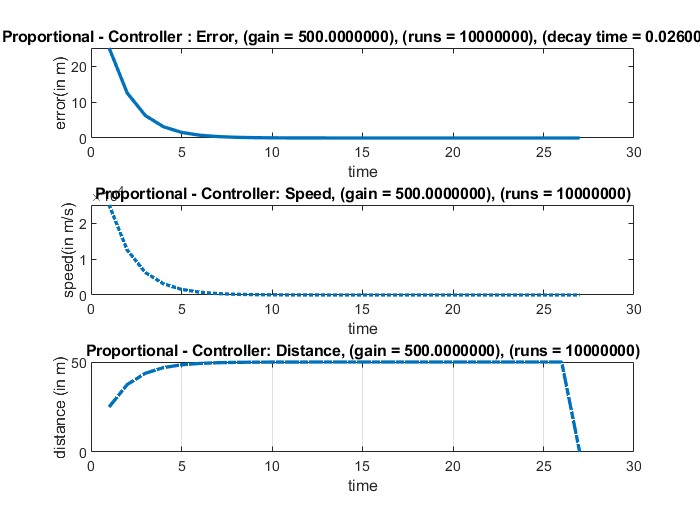 Proportional - Controller : Error, (gain = 500.0000000), (runs = 10000000), (decay time = 0.02600
error(in m)
20
10
0
0 5 10 15 20 25 30
time
Proportional - Controller: Speed, (gain = 500.0000000), (runs = 10000000)
speed(in m/s)
2
1
0
0 5 10 15 20 25 30
time
Proportional - Controller: Distance, (gain = 500.0000000), (runs = 10000000)
distance (in m)
50
0
0 5 10 15 20 25 30
time